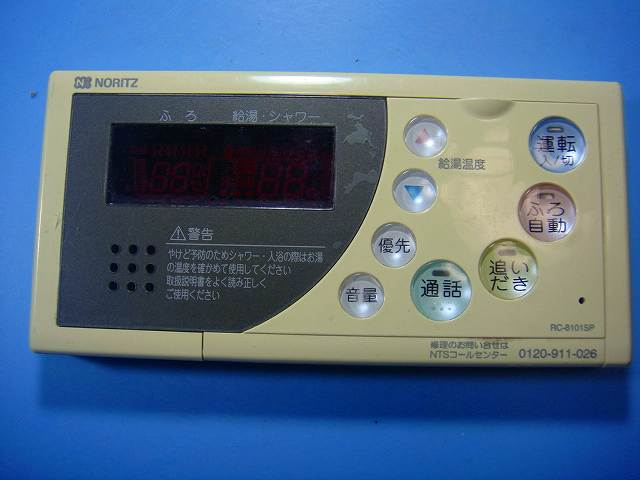 NORITZ
ふろ 給湯・シャワー
給湯温度
運転
入/切
ふろ
自動
優先
追い
だき
音量
通話
⚠警告
やけど予防のためシャワー・入浴の際はお湯
の温度を確かめて使用してください
取扱説明書をよく読み正しく
ご使用ください
RC-8101SP
修理のお問い合せは
NTSコールセンター 0120-911-026